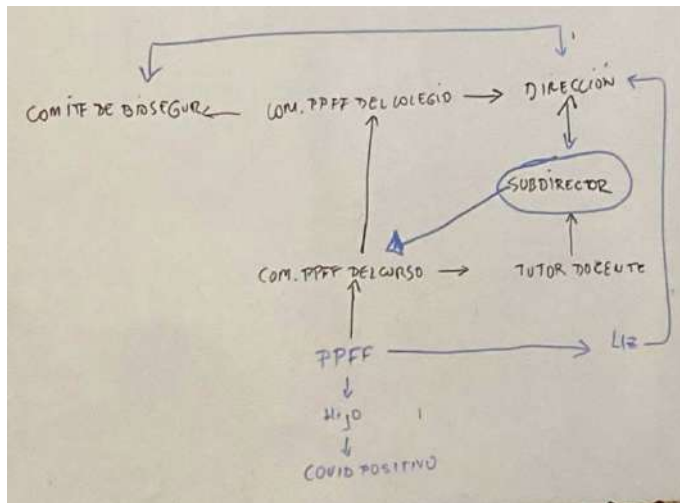 COMITE DE BIOSEGUR
COM. PPFF DEL COLEGIO
DIRECCIÓN
SUBDIRECTOR
COM. PPFF DEL CURSO
TUTOR DOCENTE
PPFF
LIZ
HIJO
COVID POSITIVO